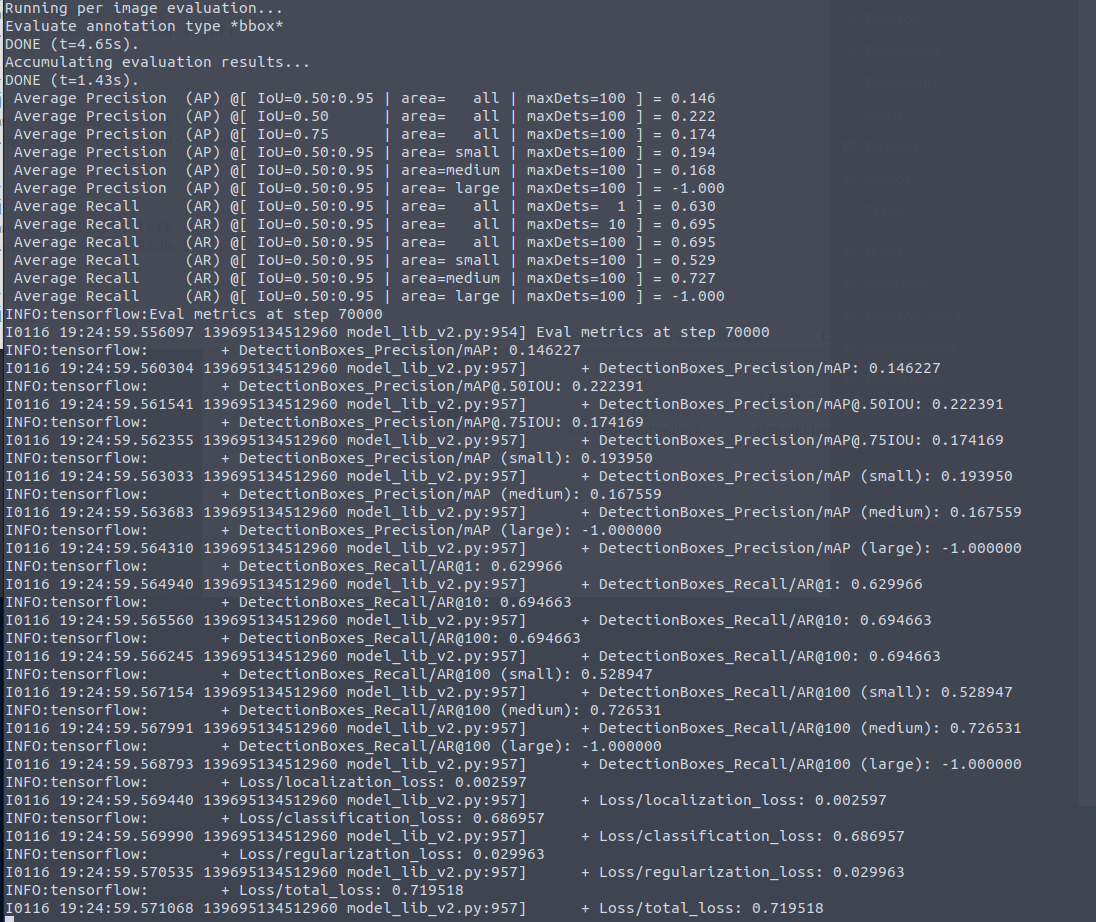 Running per image evaluation...
Evaluate annotation type *bbox*
DONE (t=4.65s).
Accumulating evaluation results...
DONE (t=1.43s).
 Average Precision  (AP) @[ IoU=0.50:0.95 | area=   all | maxDets=100 ] = 0.146
 Average Precision  (AP) @[ IoU=0.50      | area=   all | maxDets=100 ] = 0.222
 Average Precision  (AP) @[ IoU=0.75      | area=   all | maxDets=100 ] = 0.174
 Average Precision  (AP) @[ IoU=0.50:0.95 | area= small | maxDets=100 ] = 0.194
 Average Precision  (AP) @[ IoU=0.50:0.95 | area=medium | maxDets=100 ] = 0.168
 Average Precision  (AP) @[ IoU=0.50:0.95 | area= large | maxDets=100 ] = -1.000
 Average Recall     (AR) @[ IoU=0.50:0.95 | area=   all | maxDets=  1 ] = 0.630
 Average Recall     (AR) @[ IoU=0.50:0.95 | area=   all | maxDets= 10 ] = 0.695
 Average Recall     (AR) @[ IoU=0.50:0.95 | area=   all | maxDets=100 ] = 0.695
 Average Recall     (AR) @[ IoU=0.50:0.95 | area= small | maxDets=100 ] = 0.529
 Average Recall     (AR) @[ IoU=0.50:0.95 | area=medium | maxDets=100 ] = 0.727
 Average Recall     (AR) @[ IoU=0.50:0.95 | area= large | maxDets=100 ] = -1.000
INFO:tensorflow:Eval metrics at step 70000
I0116 19:24:59.556097 139695134512960 model_lib_v2.py:954] Eval metrics at step 70000
INFO:tensorflow:        + DetectionBoxes_Precision/mAP: 0.146227
I0116 19:24:59.560304 139695134512960 model_lib_v2.py:957]      + DetectionBoxes_Precision/mAP: 0.146227
INFO:tensorflow:        + DetectionBoxes_Precision/mAP@.50IOU: 0.222391
I0116 19:24:59.561541 139695134512960 model_lib_v2.py:957]      + DetectionBoxes_Precision/mAP@.50IOU: 0.222391
INFO:tensorflow:        + DetectionBoxes_Precision/mAP@.75IOU: 0.174169
I0116 19:24:59.562355 139695134512960 model_lib_v2.py:957]      + DetectionBoxes_Precision/mAP@.75IOU: 0.174169
INFO:tensorflow:        + DetectionBoxes_Precision/mAP (small): 0.193950
I0116 19:24:59.563033 139695134512960 model_lib_v2.py:957]      + DetectionBoxes_Precision/mAP (small): 0.193950
INFO:tensorflow:        + DetectionBoxes_Precision/mAP (medium): 0.167559
I0116 19:24:59.563683 139695134512960 model_lib_v2.py:957]      + DetectionBoxes_Precision/mAP (medium): 0.167559
INFO:tensorflow:        + DetectionBoxes_Precision/mAP (large): -1.000000
I0116 19:24:59.564310 139695134512960 model_lib_v2.py:957]      + DetectionBoxes_Precision/mAP (large): -1.000000
INFO:tensorflow:        + DetectionBoxes_Recall/AR@1: 0.629966
I0116 19:24:59.564940 139695134512960 model_lib_v2.py:957]      + DetectionBoxes_Recall/AR@1: 0.629966
INFO:tensorflow:        + DetectionBoxes_Recall/AR@10: 0.694663
I0116 19:24:59.565560 139695134512960 model_lib_v2.py:957]      + DetectionBoxes_Recall/AR@10: 0.694663
INFO:tensorflow:        + DetectionBoxes_Recall/AR@100: 0.694663
I0116 19:24:59.566245 139695134512960 model_lib_v2.py:957]      + DetectionBoxes_Recall/AR@100: 0.694663
INFO:tensorflow:        + DetectionBoxes_Recall/AR@100 (small): 0.528947
I0116 19:24:59.567154 139695134512960 model_lib_v2.py:957]      + DetectionBoxes_Recall/AR@100 (small): 0.528947
INFO:tensorflow:        + DetectionBoxes_Recall/AR@100 (medium): 0.726531
I0116 19:24:59.567991 139695134512960 model_lib_v2.py:957]      + DetectionBoxes_Recall/AR@100 (medium): 0.726531
INFO:tensorflow:        + DetectionBoxes_Recall/AR@100 (large): -1.000000
I0116 19:24:59.568793 139695134512960 model_lib_v2.py:957]      + DetectionBoxes_Recall/AR@100 (large): -1.000000
INFO:tensorflow:        + Loss/localization_loss: 0.002597
I0116 19:24:59.569440 139695134512960 model_lib_v2.py:957]      + Loss/localization_loss: 0.002597
INFO:tensorflow:        + Loss/classification_loss: 0.686957
I0116 19:24:59.569990 139695134512960 model_lib_v2.py:957]      + Loss/classification_loss: 0.686957
INFO:tensorflow:        + Loss/regularization_loss: 0.029963
I0116 19:24:59.570535 139695134512960 model_lib_v2.py:957]      + Loss/regularization_loss: 0.029963
INFO:tensorflow:        + Loss/total_loss: 0.719518
I0116 19:24:59.571068 139695134512960 model_lib_v2.py:957]      + Loss/total_loss: 0.719518